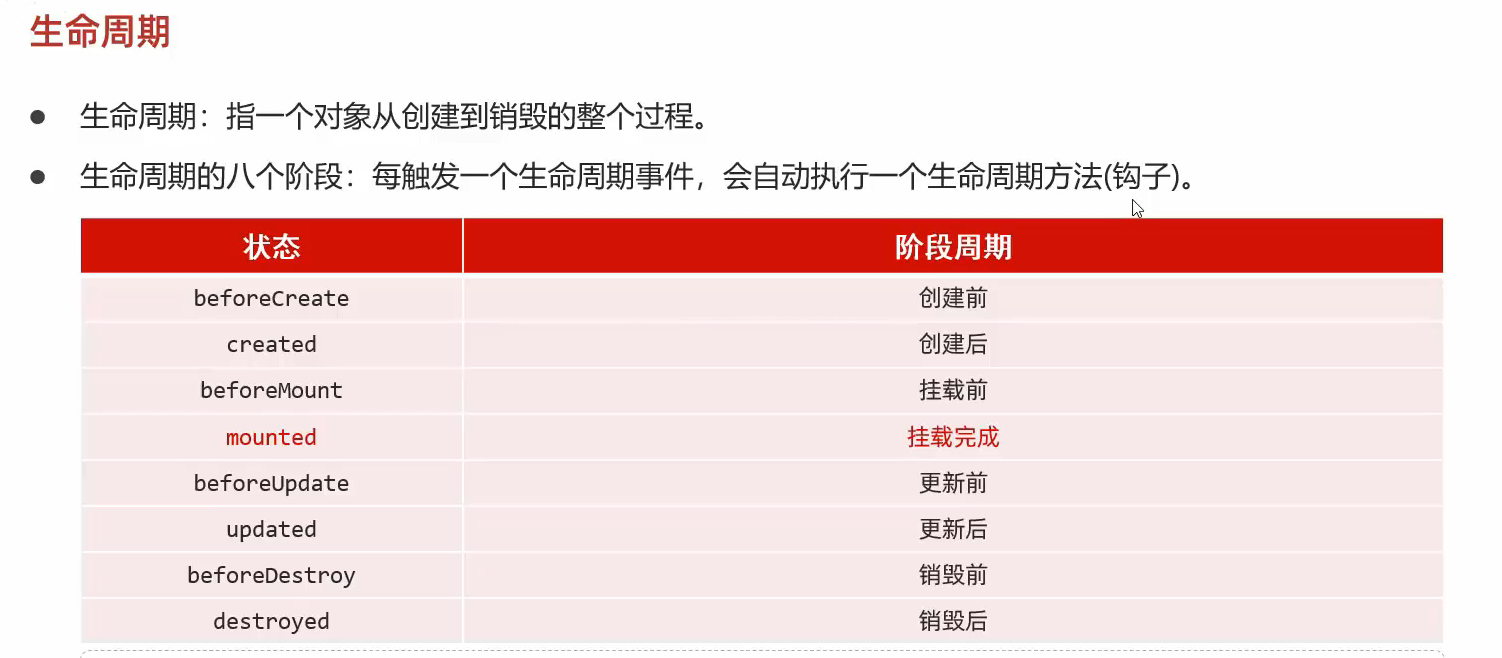 生命周期
生命周期：指一个对象从创建到销毁的整个过程。
生命周期的八个阶段：每触发一个生命周期事件，会自动执行一个生命周期方法(钩子)。
状态 阶段周期
beforeCreate 创建前
created 创建后
beforeMount 挂载前
mounted 挂载完成
beforeUpdate 更新前
updated 更新后
beforeDestroy 销毁前
destroyed 销毁后